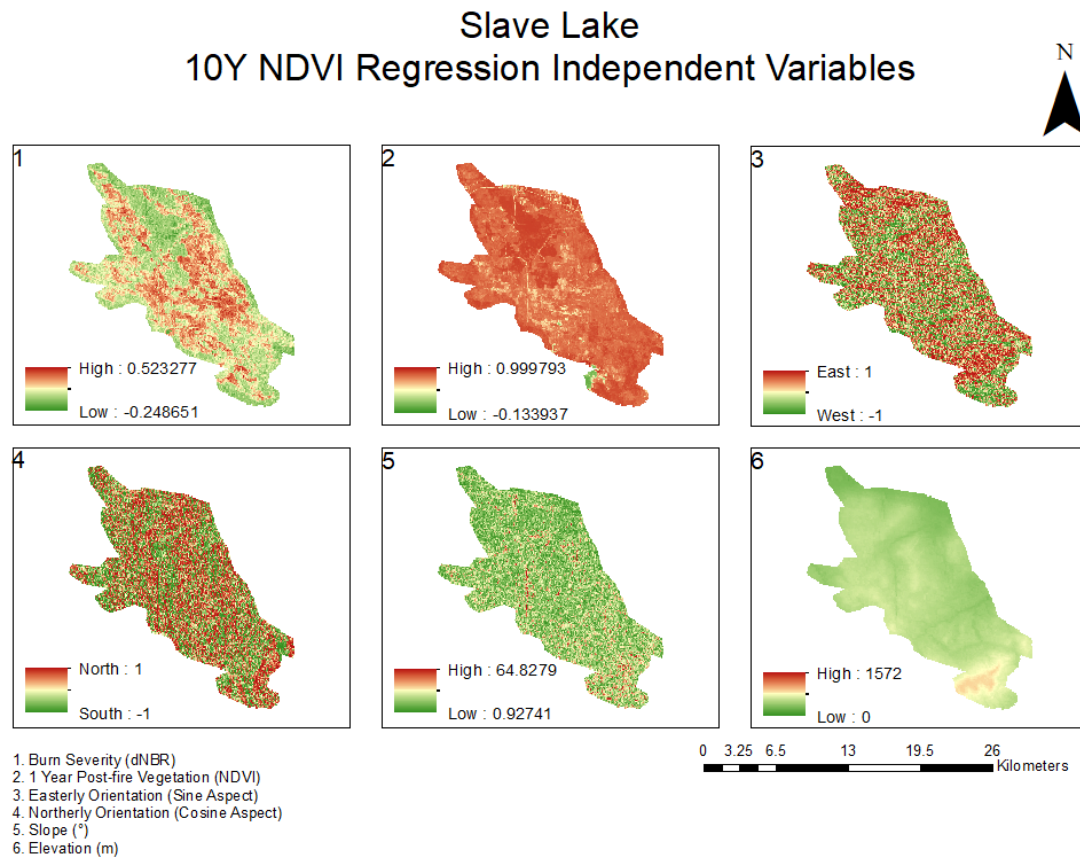 Slave Lake
10Y NDVI Regression Independent Variables
N
1
High : 0.523277
Low : -0.248651
2
High : 0.999793
Low : -0.133937
3
East : 1
West : -1
4
North : 1
South : -1
5
High : 64.8279
Low : 0.92741
6
High : 1572
Low : 0
1. Burn Severity (dNBR)
2. 1 Year Post-fire Vegetation (NDVI)
3. Easterly Orientation (Sine Aspect)
4. Northerly Orientation (Cosine Aspect)
5. Slope (°)
6. Elevation (m)
0 3.25 6.5 13 19.5 26
Kilometers